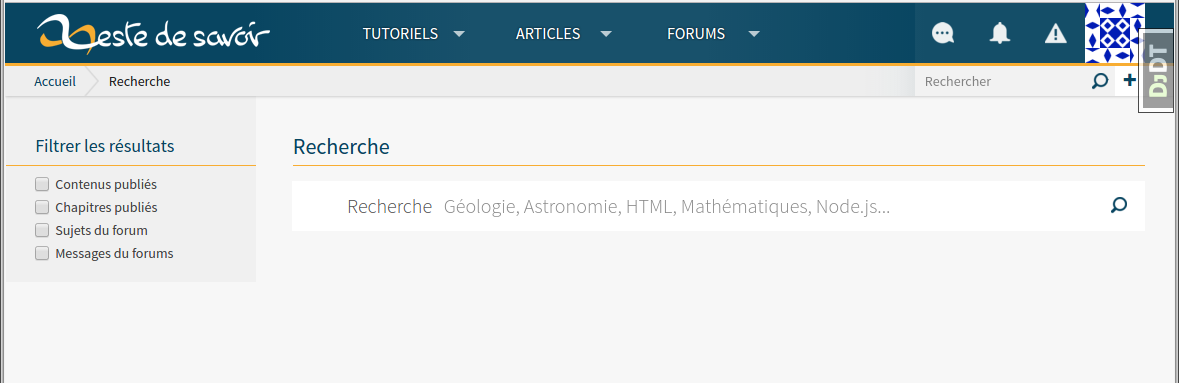 Zeste de savoir
TUTORIELS ARTICLES FORUMS
DJDT
Accueil Recherche Rechercher +
Filtrer les résultats
Contenus publiés
Chapitres publiés
Sujets du forum
Messages du forums
Recherche
Recherche Géologie, Astronomie, HTML, Mathématiques, Node.js...